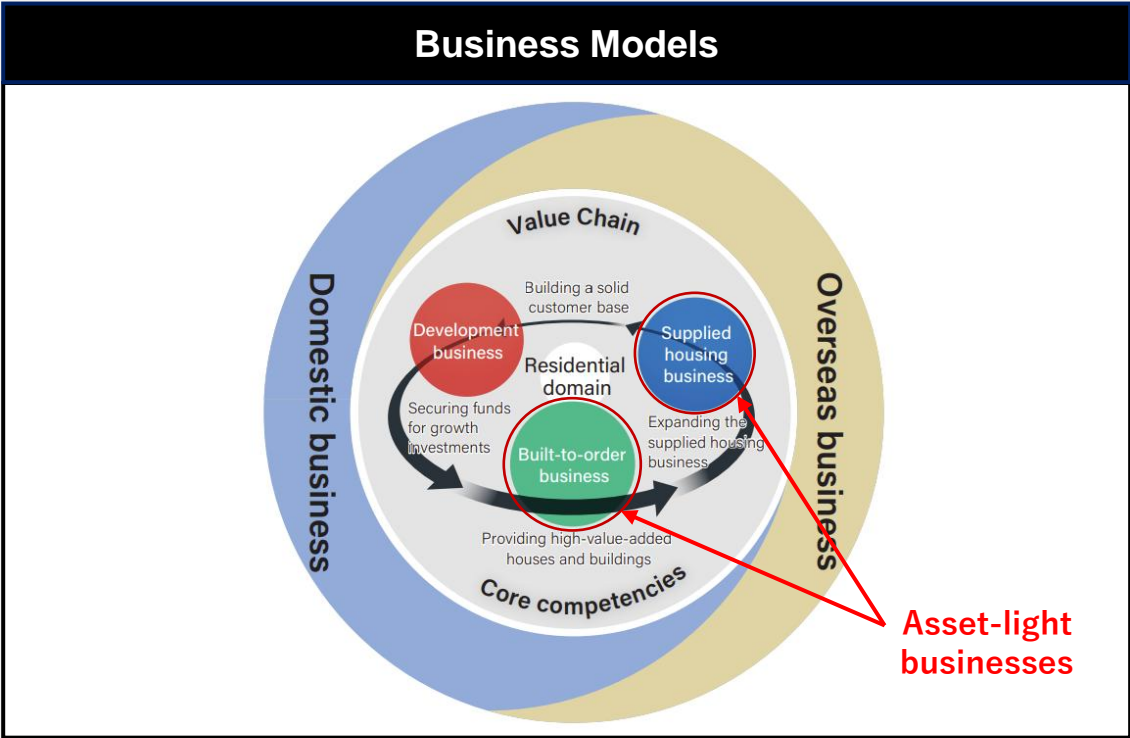 Business Models
Value Chain
Domestic business
Overseas business
Building a solid
customer base
Development
business
Supplied
housing
business
Residential
domain
Securing funds
for growth
investments
Built-to-order
business
Expanding the
supplied housing
business
Providing high-value-added
houses and buildings
Core competencies
Asset-light
businesses